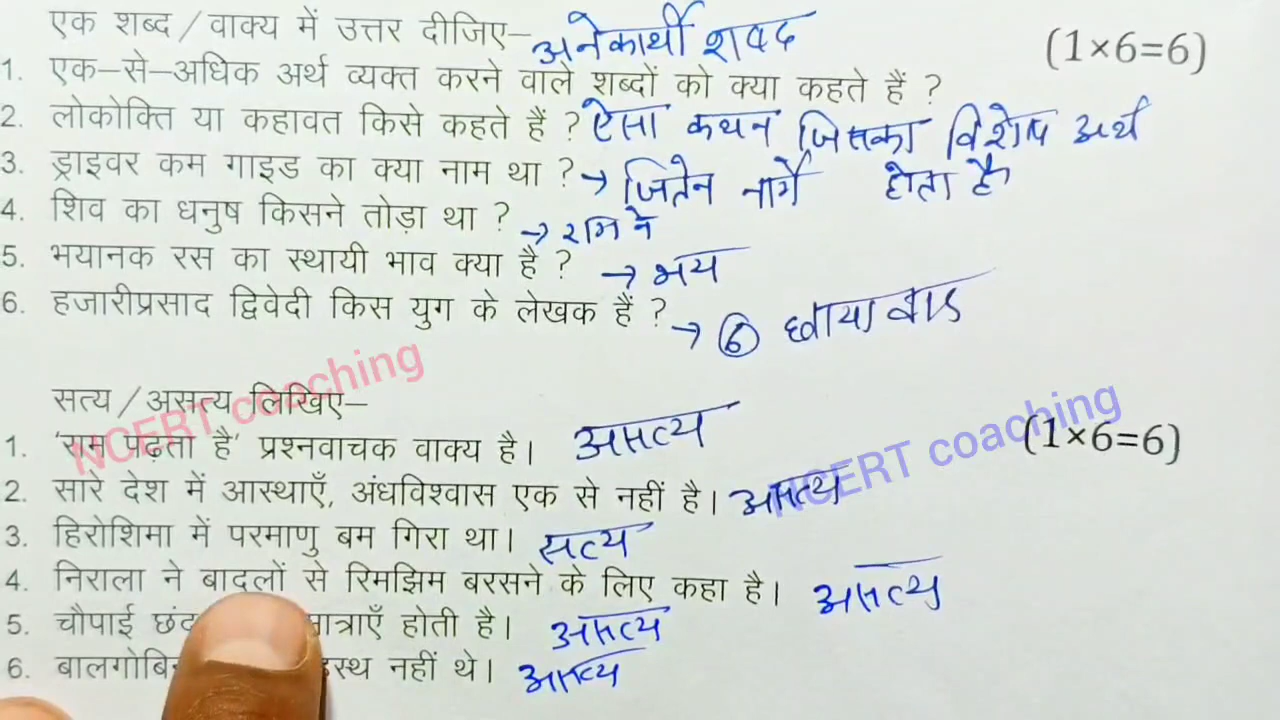 एक शब्द/वाक्य में उत्तर दीजिए– अनेकार्थी शब्द (1×6=6)
1. एक–से–अधिक अर्थ व्यक्त करने वाले शब्दों को क्या कहते हैं ?
2. लोकोक्ति या कहावत किसे कहते हैं ? ऐसा कथन जिसका विशेष अर्थ
3. ड्राइवर कम गाइड का क्या नाम था ? → जितेन नार्गे होता है
4. शिव का धनुष किसने तोड़ा था ? → राम ने
5. भयानक रस का स्थायी भाव क्या है ? → भय
6. हजारीप्रसाद द्विवेदी किस युग के लेखक हैं ? → 6 छायावाद
NCERT coaching
सत्य/असत्य लिखिए–
NCERT coaching (1×6=6)
1. 'राम पढ़ता है' प्रश्नवाचक वाक्य है। असत्य
2. सारे देश में आस्थाएँ, अंधविश्वास एक से नहीं है। असत्य
3. हिरोशिमा में परमाणु बम गिरा था। सत्य
4. निराला ने बादलों से रिमझिम बरसने के लिए कहा है। असत्य
5. चौपाई मात्राएँ होती है। असत्य
6. नहीं थे। असत्य